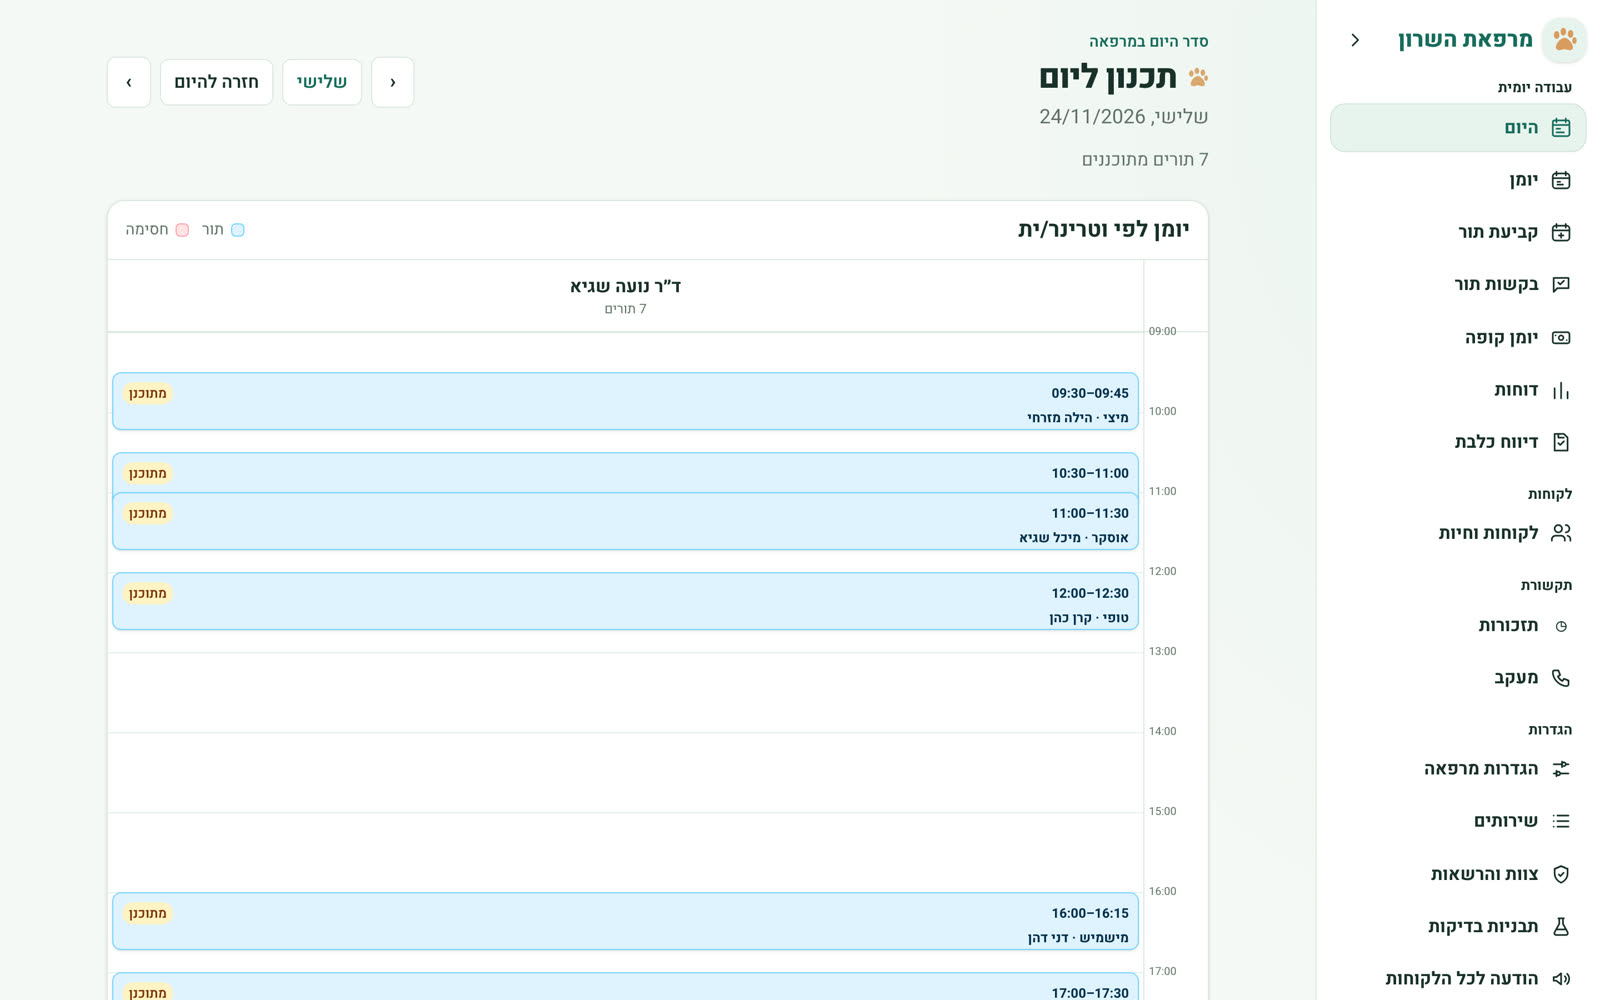 מרפאת השרון
עבודה יומית
היום
יומן
קביעת תור
בקשות תור
יומן קופה
דוחות
דיווח כלבת
לקוחות
לקוחות וחיות
תקשורת
תזכורות
מעקב
הגדרות
הגדרות מרפאה
שירותים
צוות והרשאות
תבניות בדיקות
הודעה לכל הלקוחות
סדר היום במרפאה
תכנון ליום
שלישי, 24/11/2026
7 תורים מתוכננים
שלישי
חזרה להיום
יומן לפי וטרינר/ית
תור
חסימה
ד״ר נועה שגיא
7 תורים
09:00
09:30–09:45
מתוכנן
מיצי · הילה מזרחי
10:00
10:30–11:00
מתוכנן
11:00
11:00–11:30
מתוכנן
אוסקר · מיכל שגיא
12:00
12:00–12:30
מתוכנן
טופי · קרן כהן
13:00
14:00
15:00
16:00
16:00–16:15
מתוכנן
מישמיש · דני דהן
17:00
17:00–17:30
מתוכנן